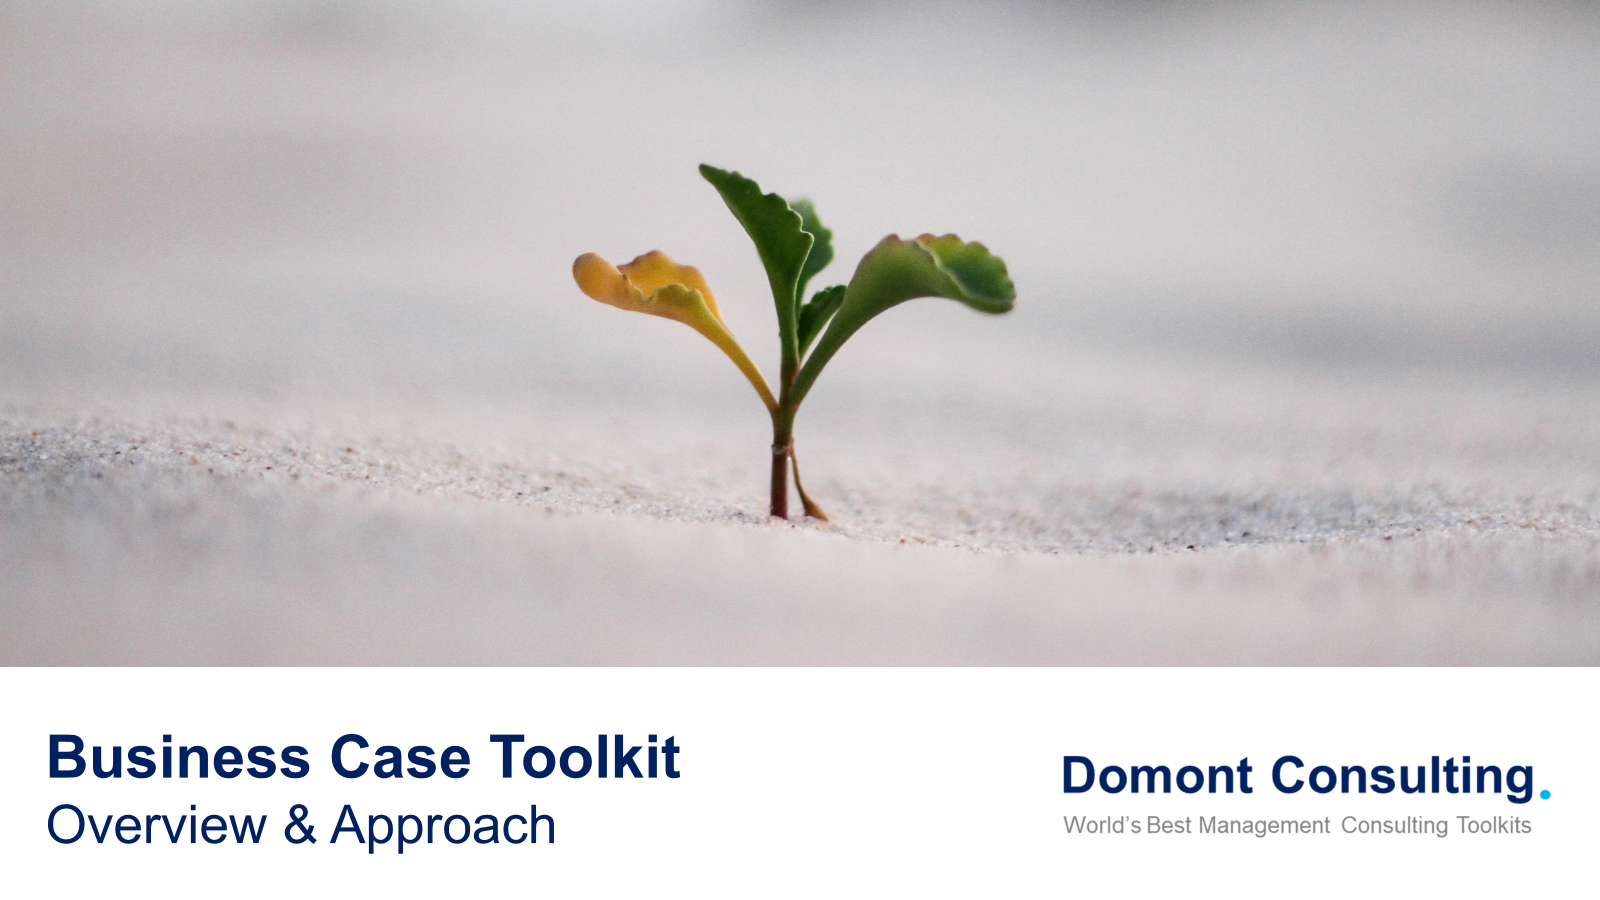 Business Case Toolkit
Overview & Approach
Domont Consulting.
World's Best Management Consulting Toolkits